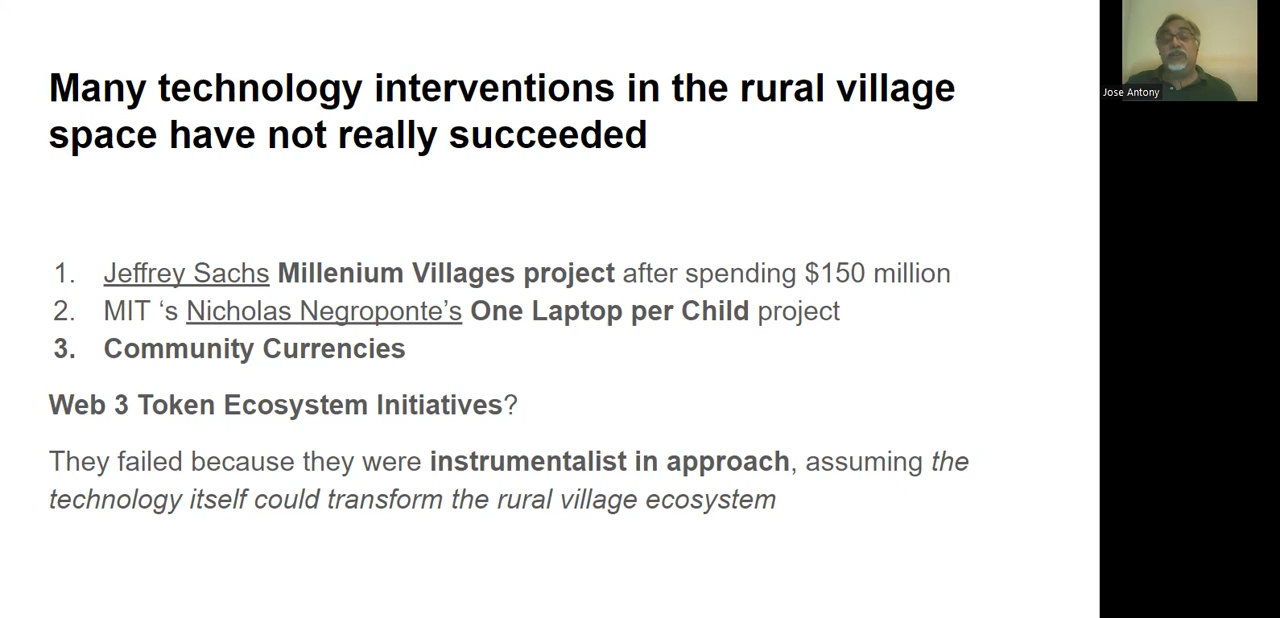 Many technology interventions in the rural village
space have not really succeeded
1. Jeffrey Sachs Millenium Villages project after spending $150 million
2. MIT ‘s Nicholas Negroponte’s One Laptop per Child project
3. Community Currencies
Web 3 Token Ecosystem Initiatives?
They failed because they were instrumentalist in approach, assuming the
technology itself could transform the rural village ecosystem
Jose Antony